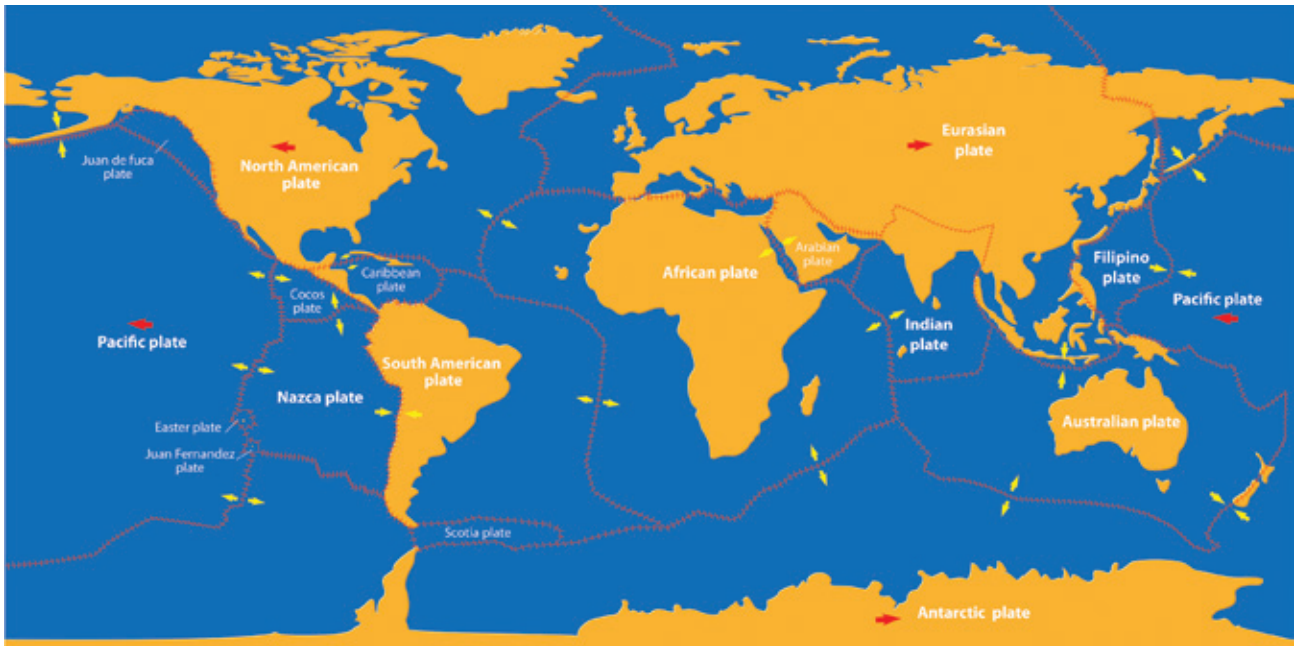 Juan de fuca
plate
North American
plate
Eurasian
plate
African plate
Arabian
plate
Caribbean
plate
Cocos
plate
Filipino
plate
Pacific plate
Indian
plate
Pacific plate
South American
plate
Nazca plate
Easter plate
Juan Fernandez
plate
Australian plate
Scotia plate
Antarctic plate